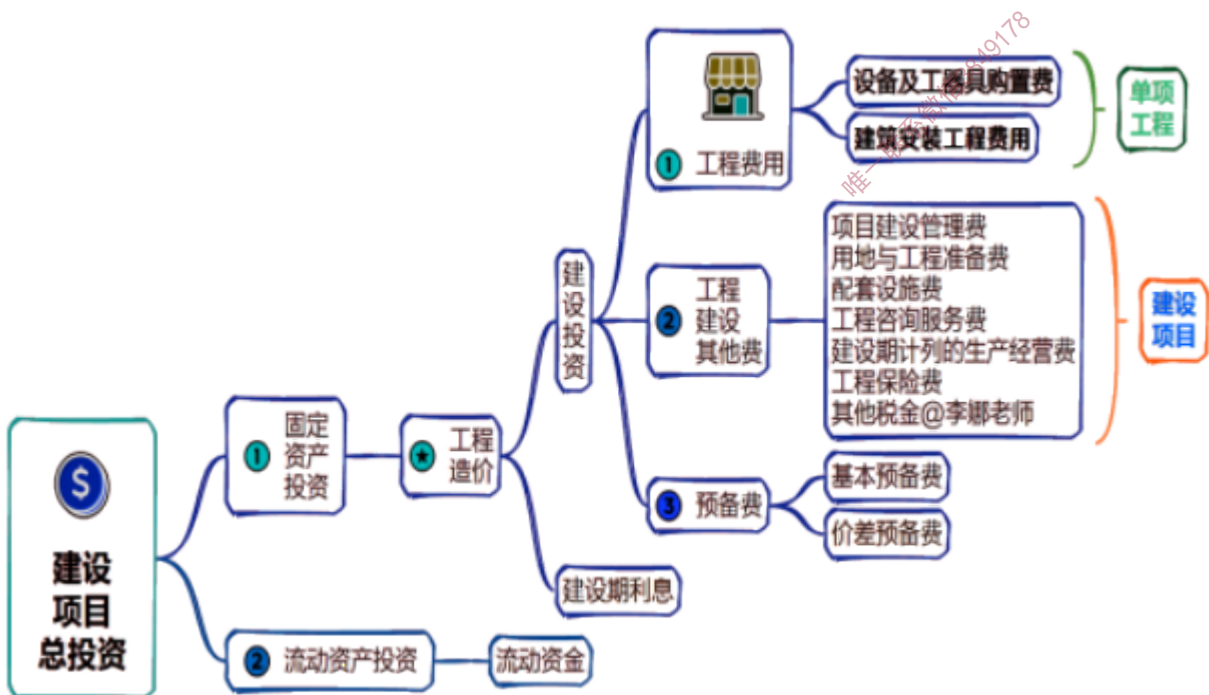 设备及工器具购置费
建筑安装工程费用
单项
工程
1 工程费用
项目建设管理费
用地与工程准备费
配套设施费
工程咨询服务费
建设期计列的生产经营费
工程保险费
其他税金@李娜老师
建设
项目
2 工程
建设
其他费
建
设
投
资
3 预备费
基本预备费
价差预备费
1 固定
资产
投资
工程
造价
建设期利息
$
建设
项目
总投资
2 流动资产投资
流动资金